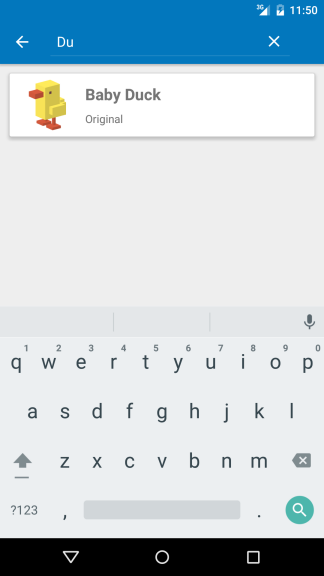 3G 11:50
Du
Baby Duck
Original
1 2 3 4 5 6 7 8 9 0
q w e r t y u i o p
a s d f g h j k l
z x c v b n m
?123 , .